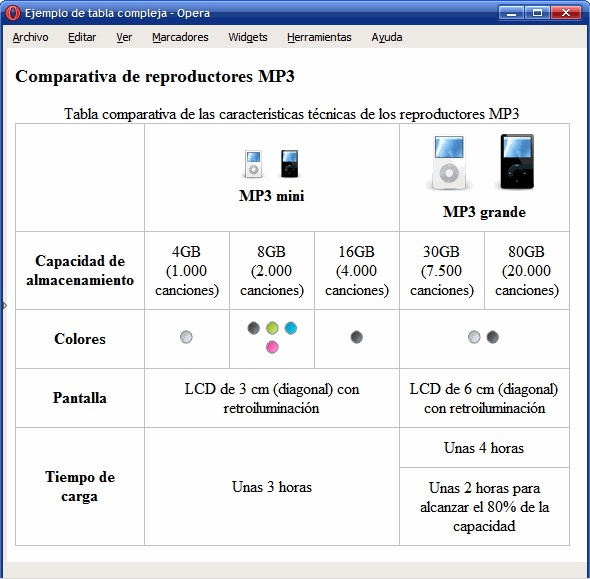 Ejemplo de tabla compleja - Opera
Archivo Editar Ver Marcadores Widgets Herramientas Ayuda
Comparativa de reproductores MP3
Tabla comparativa de las características técnicas de los reproductores MP3
MP3 mini
MP3 grande
Capacidad de
almacenamiento
4GB
(1.000
canciones)
8GB
(2.000
canciones)
16GB
(4.000
canciones)
30GB
(7.500
canciones)
80GB
(20.000
canciones)
Colores
Pantalla
LCD de 3 cm (diagonal) con
retroiluminación
LCD de 6 cm (diagonal)
con retroiluminación
Tiempo de
carga
Unas 3 horas
Unas 4 horas
Unas 2 horas para
alcanzar el 80% de la
capacidad